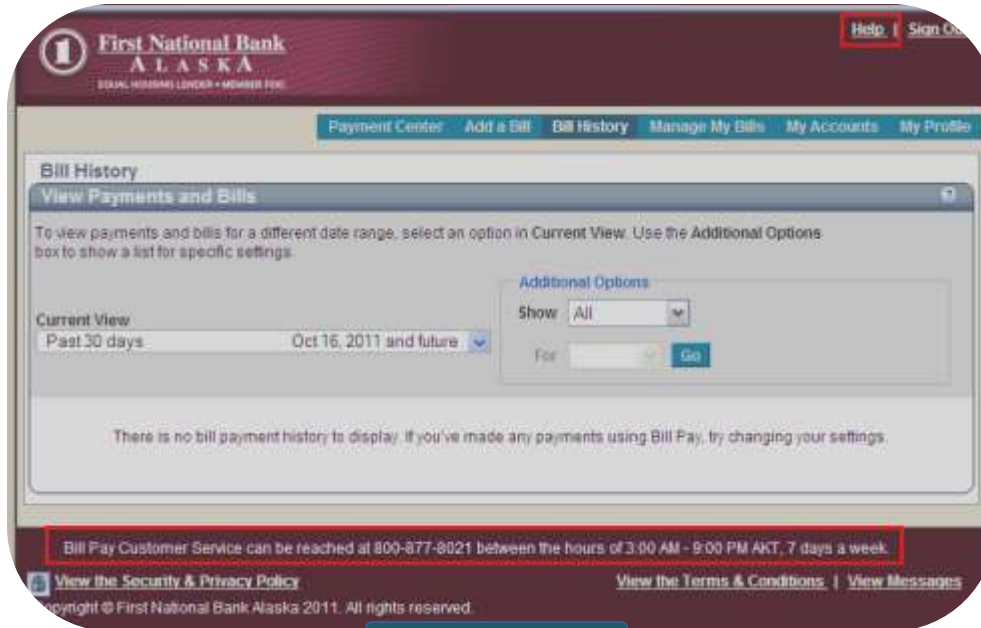 Help | Sign
First National Bank
ALASKA
EQUAL HOUSING LENDER • MEMBER FDIC
Payment Center Add a Bill Bill History Manage My Bills My Accounts My Profile
Bill History
View Payments and Bills ?
To view payments and bills for a different date range, select an option in Current View. Use the Additional Options
box to show a list for specific settings.
Additional Options
Show All
Current View
Past 30 days Oct 16, 2011 and future
For Go
There is no bill payment history to display. If you've made any payments using Bill Pay, try changing your settings.
Bill Pay Customer Service can be reached at 800-877-8021 between the hours of 3:00 AM - 9:00 PM AKT, 7 days a week.
View the Security & Privacy Policy View the Terms & Conditions | View Messages
opyright © First National Bank Alaska 2011. All rights reserved.